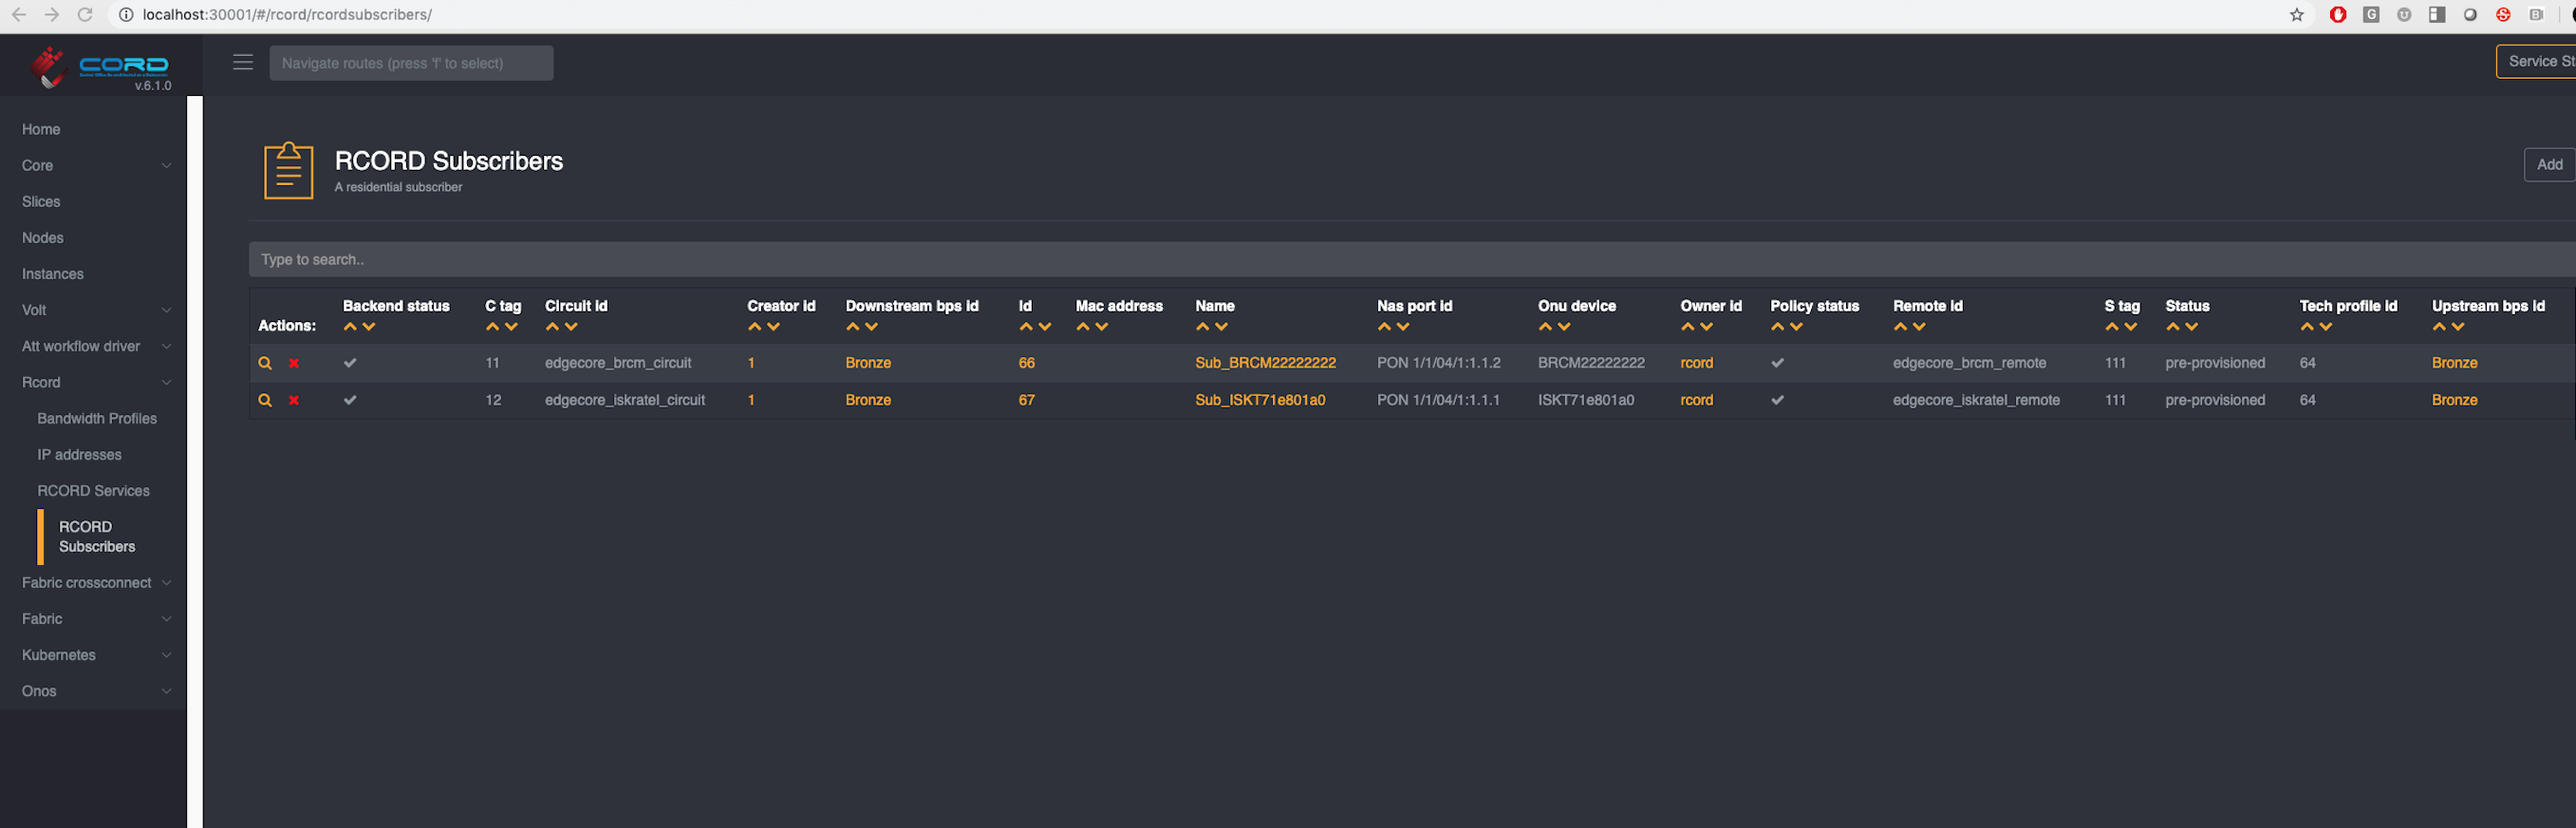 localhost:30001/#/rcord/rcordsubscribers/
CORD
v.6.1.0
Navigate routes (press 'f' to select)
Service St
Home
Core
Slices
Nodes
Instances
Volt
Att workflow driver
Rcord
Bandwidth Profiles
IP addresses
RCORD Services
RCORD
Subscribers
Fabric crossconnect
Fabric
Kubernetes
Onos
RCORD Subscribers
A residential subscriber
Add
Type to search..
Actions: Backend status C tag Circuit id Creator id Downstream bps id Id Mac address Name Nas port id Onu device Owner id Policy status Remote id S tag Status Tech profile id Upstream bps id
11 edgecore_brcm_circuit 1 Bronze 66 Sub_BRCM22222222 PON 1/1/04/1:1.1.2 BRCM22222222 rcord edgecore_brcm_remote 111 pre-provisioned 64 Bronze
12 edgecore_iskratel_circuit 1 Bronze 67 Sub_ISKT71e801a0 PON 1/1/04/1:1.1.1 ISKT71e801a0 rcord edgecore_iskratel_remote 111 pre-provisioned 64 Bronze